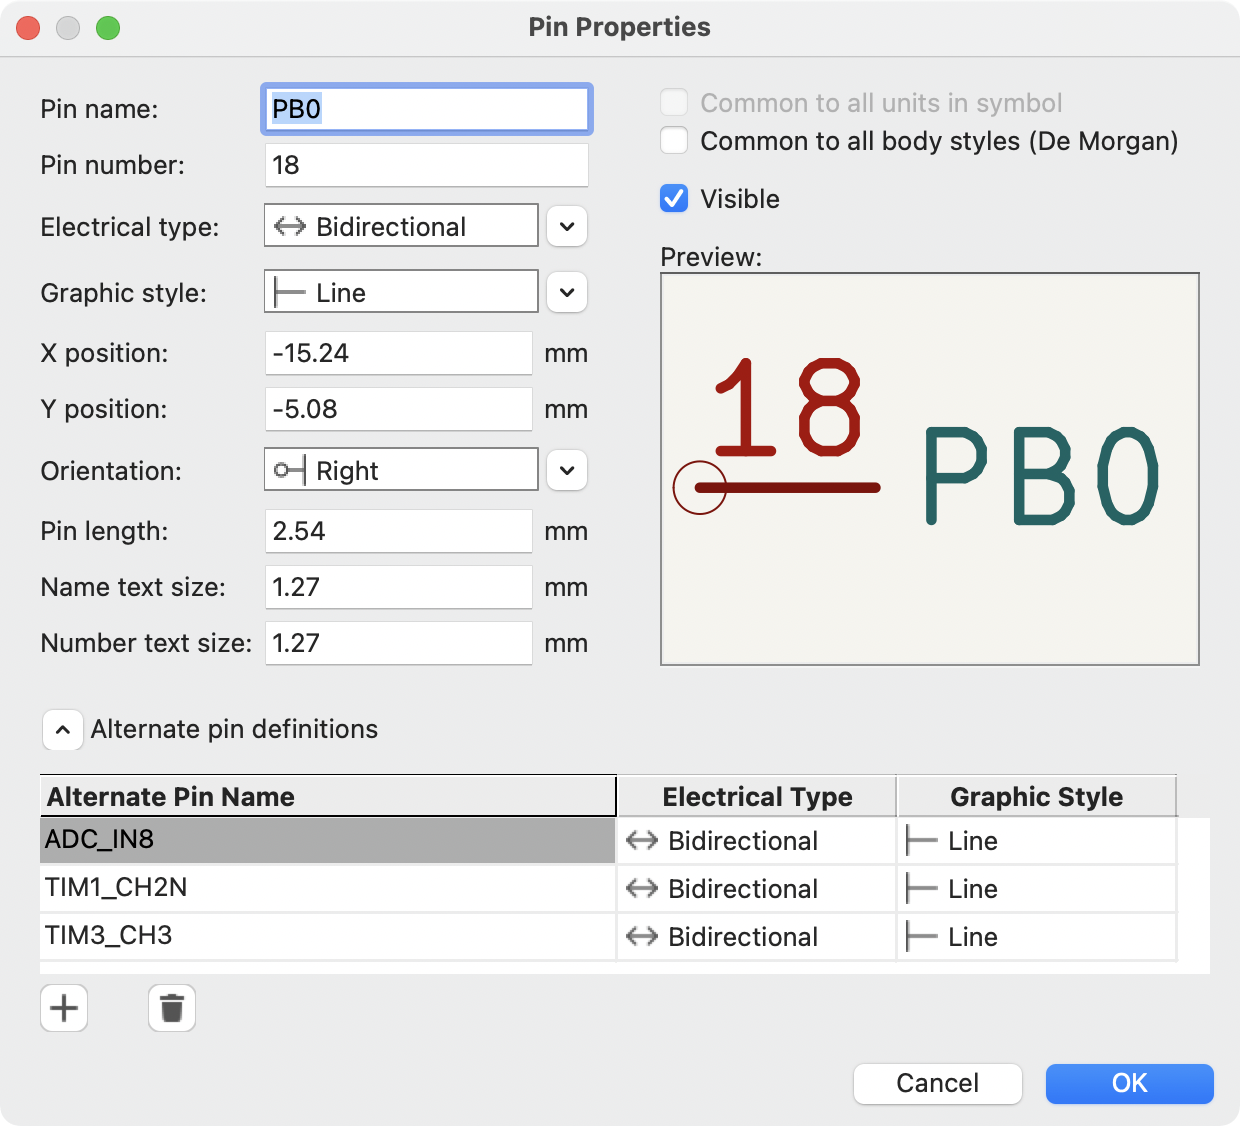 Pin Properties
Pin name: PB0
Pin number: 18
Electrical type: Bidirectional
Graphic style: Line
X position: -15.24 mm
Y position: -5.08 mm
Orientation: Right
Pin length: 2.54 mm
Name text size: 1.27 mm
Number text size: 1.27 mm
Common to all units in symbol
Common to all body styles (De Morgan)
Visible
Preview:
18
PB0
Alternate pin definitions
Alternate Pin Name Electrical Type Graphic Style
ADC_IN8 Bidirectional Line
TIM1_CH2N Bidirectional Line
TIM3_CH3 Bidirectional Line
Cancel OK